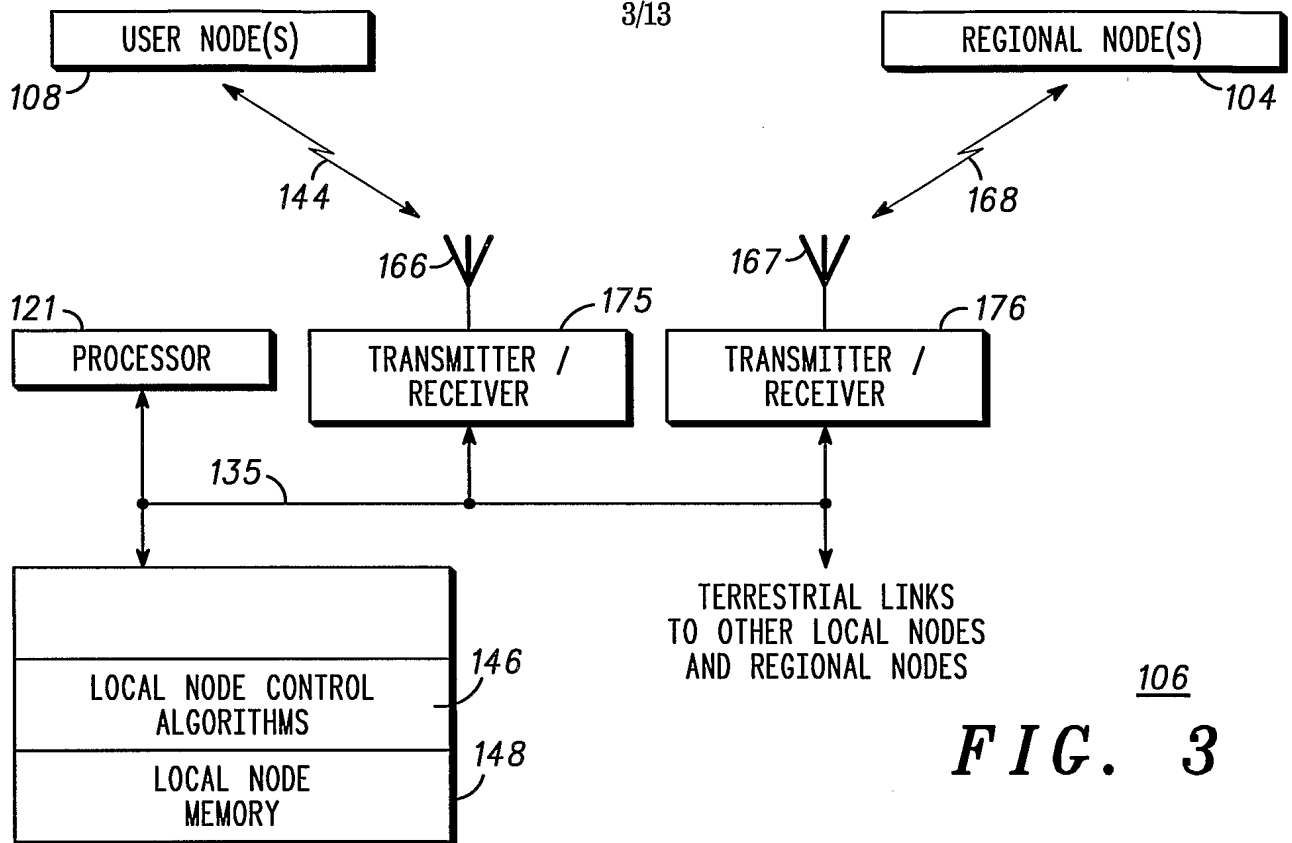 3/13
USER NODE(S)
REGIONAL NODE(S)
108
104
144
168
166
167
121
175
176
PROCESSOR
TRANSMITTER /
RECEIVER
TRANSMITTER /
RECEIVER
135
TERRESTRIAL LINKS
TO OTHER LOCAL NODES
AND REGIONAL NODES
LOCAL NODE CONTROL
ALGORITHMS
146
LOCAL NODE
MEMORY
148
106
FIG. 3